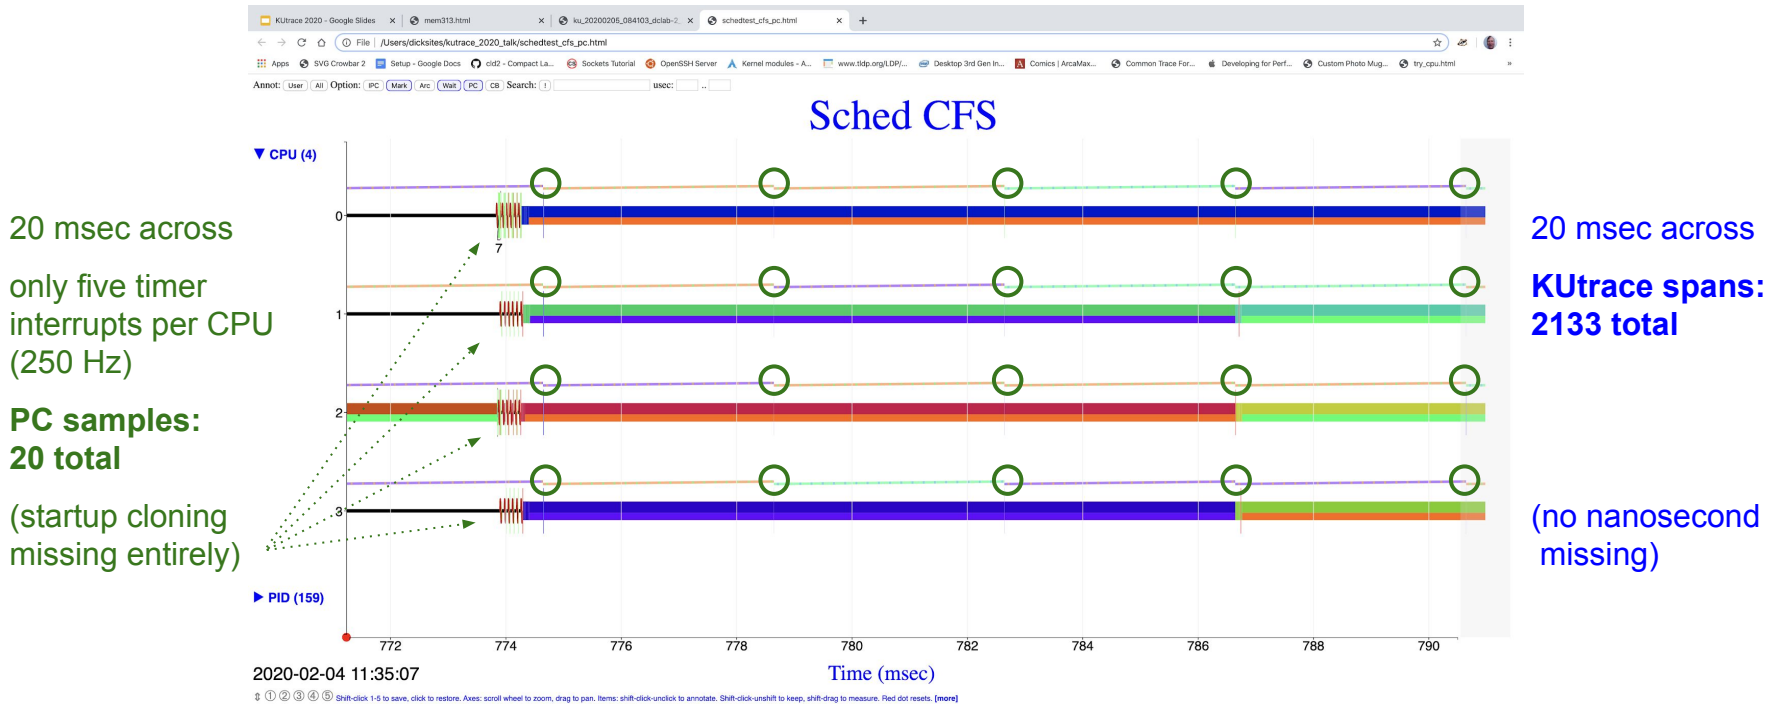 KUtrace 2020 - Google Slides × mem313.html × ku_20200205_084103_dclab-2_ × schedtest_cfs_pc.html × +
File | /Users/dicksites/kutrace_2020_talk/schedtest_cfs_pc.html
Apps SVG Crowbar 2 Setup - Google Docs cld2 - Compact La... Sockets Tutorial OpenSSH Server Kernel modules - A... www.tldp.org/LDP/... Desktop 3rd Gen In... Comics | ArcaMax... Common Trace For... Developing for Perf... Custom Photo Mug... try_cpu.html »
Annot: User All Option: IPC Mark Arc Wait PC CB Search: ! usec: ..
Sched CFS
▼ CPU (4)
0
7
1
2
3
▶ PID (159)
772 774 776 778 780 782 784 786 788 790
2020-02-04 11:35:07
Time (msec)
⇕ ① ② ③ ④ ⑤ Shift-click 1-5 to save, click to restore. Axes: scroll wheel to zoom, drag to pan. Items: shift-click-unclick to annotate. Shift-click-unshift to keep, shift-drag to measure. Red dot resets. [more]
20 msec across
only five timer
interrupts per CPU
(250 Hz)
PC samples:
20 total
(startup cloning
missing entirely)
20 msec across
KUtrace spans:
2133 total
(no nanosecond
missing)